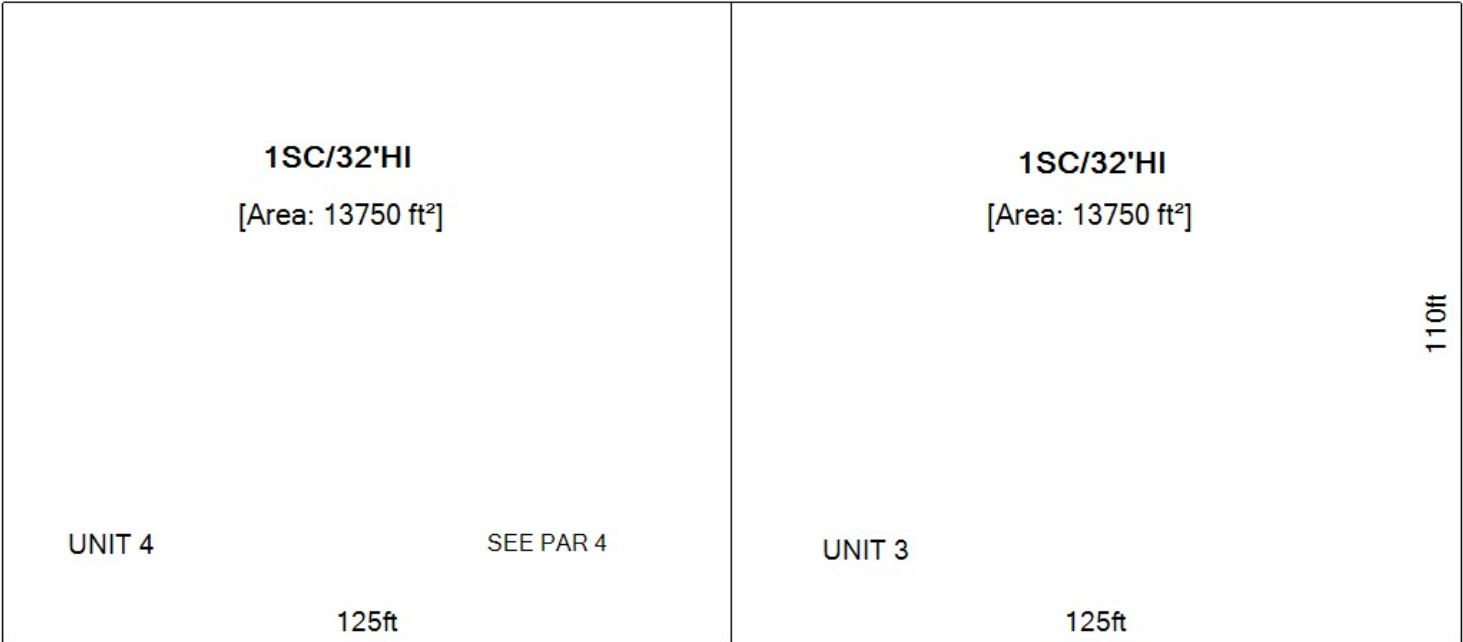 1SC/32'HI
[Area: 13750 ft²]
UNIT 4
SEE PAR 4
125ft
1SC/32'HI
[Area: 13750 ft²]
110ft
UNIT 3
125ft